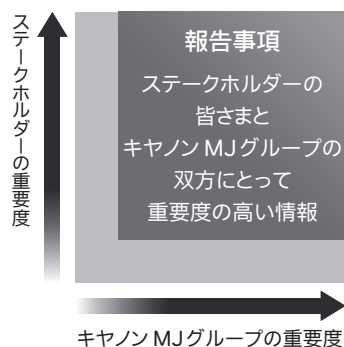 ステークホルダーの重要度
報告事項
ステークホルダーの
皆さまと
キヤノンMJグループの
双方にとって
重要度の高い情報
キヤノンMJグループの重要度